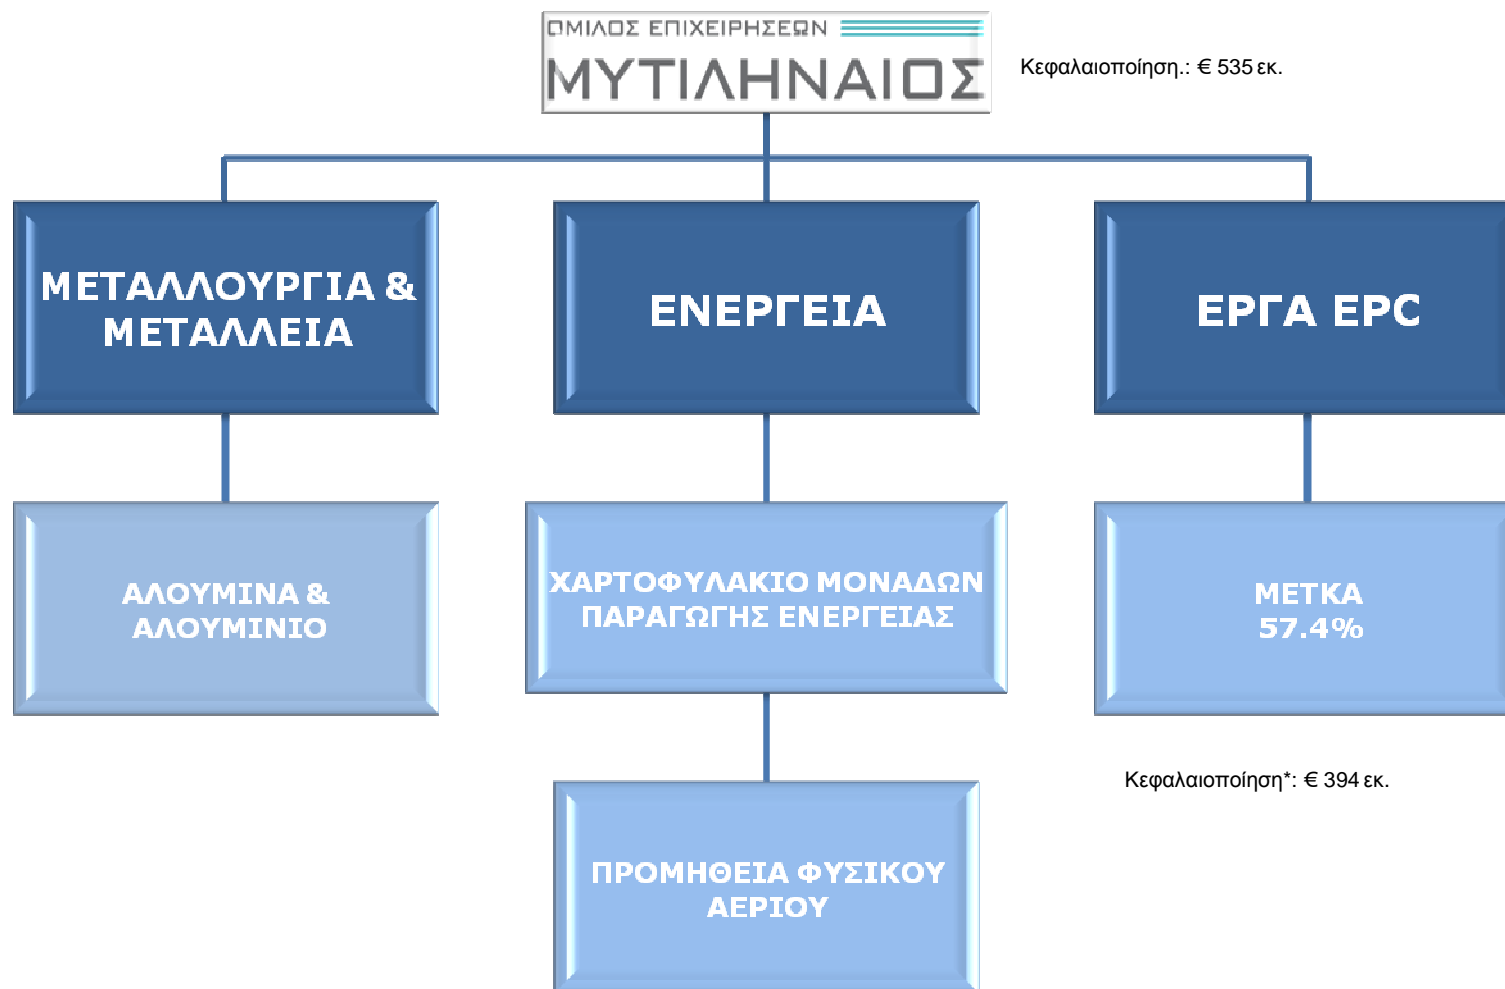 ΟΜΙΛΟΣ ΕΠΙΧΕΙΡΗΣΕΩΝ
ΜΥΤΙΛΗΝΑΙΟΣ
Κεφαλαιοποίηση.: € 535 εκ.
ΜΕΤΑΛΛΟΥΡΓΙΑ &
ΜΕΤΑΛΛΕΙΑ
ΕΝΕΡΓΕΙΑ
ΕΡΓΑ EPC
ΑΛΟΥΜΙΝΑ &
ΑΛΟΥΜΙΝΙΟ
ΧΑΡΤΟΦΥΛΑΚΙΟ ΜΟΝΑΔΩΝ
ΠΑΡΑΓΩΓΗΣ ΕΝΕΡΓΕΙΑΣ
ΜΕΤΚΑ
57.4%
Κεφαλαιοποίηση*: € 394 εκ.
ΠΡΟΜΗΘΕΙΑ ΦΥΣΙΚΟΥ
ΑΕΡΙΟΥ